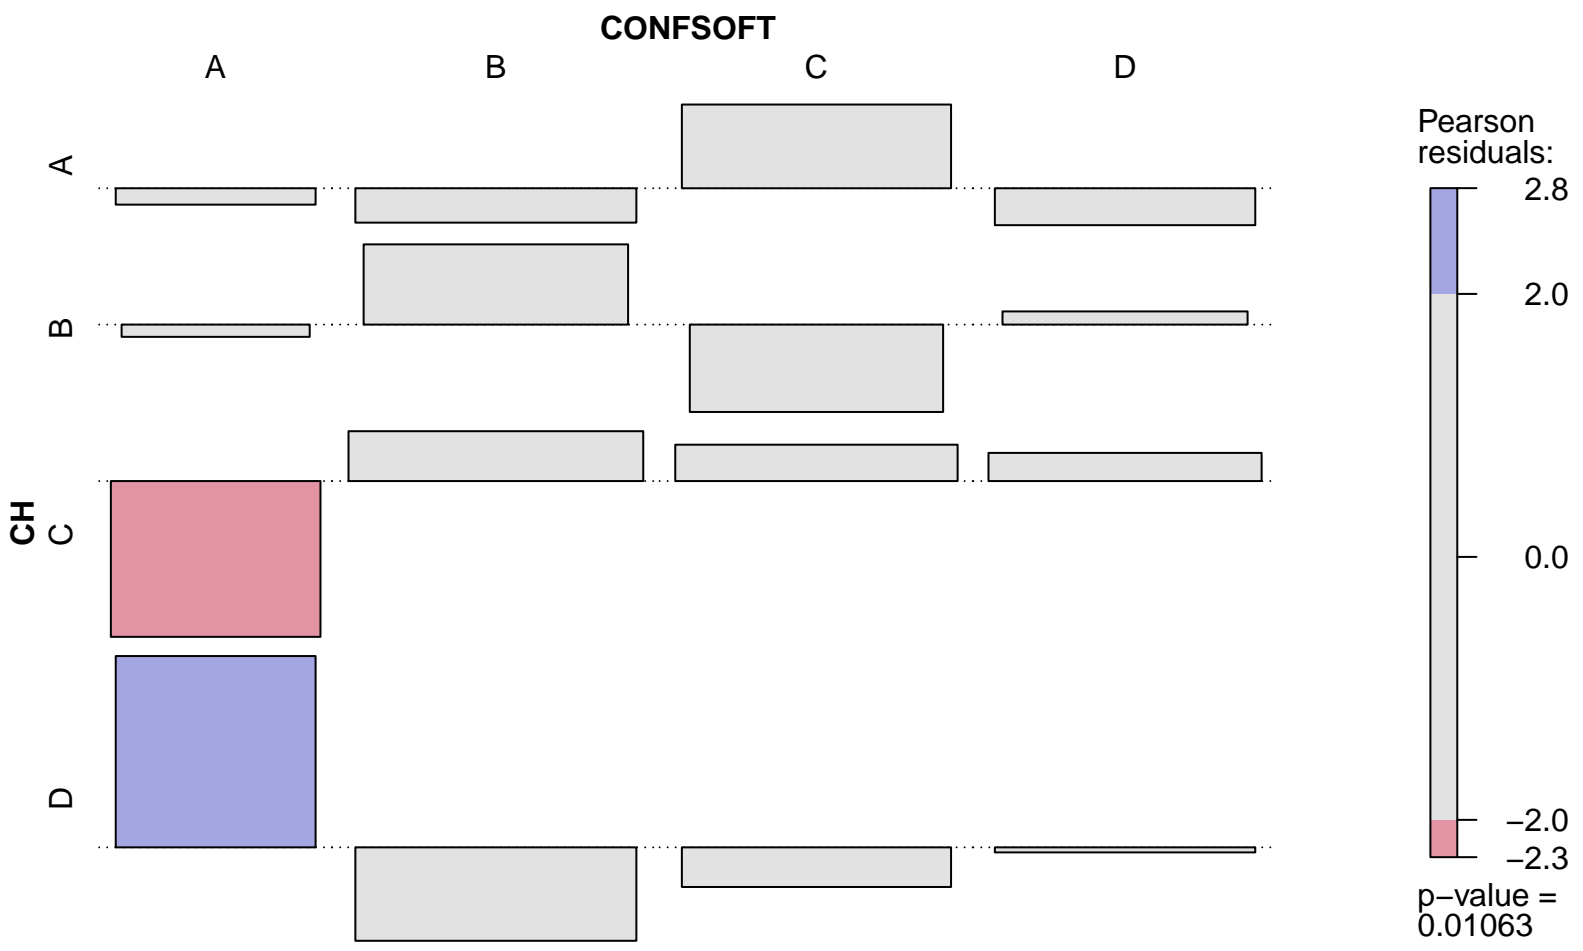 CONFSOFT
A B C D
CH
A
B
C
D
Pearson
residuals:
2.8
2.0
0.0
−2.0
−2.3
p−value =
0.01063